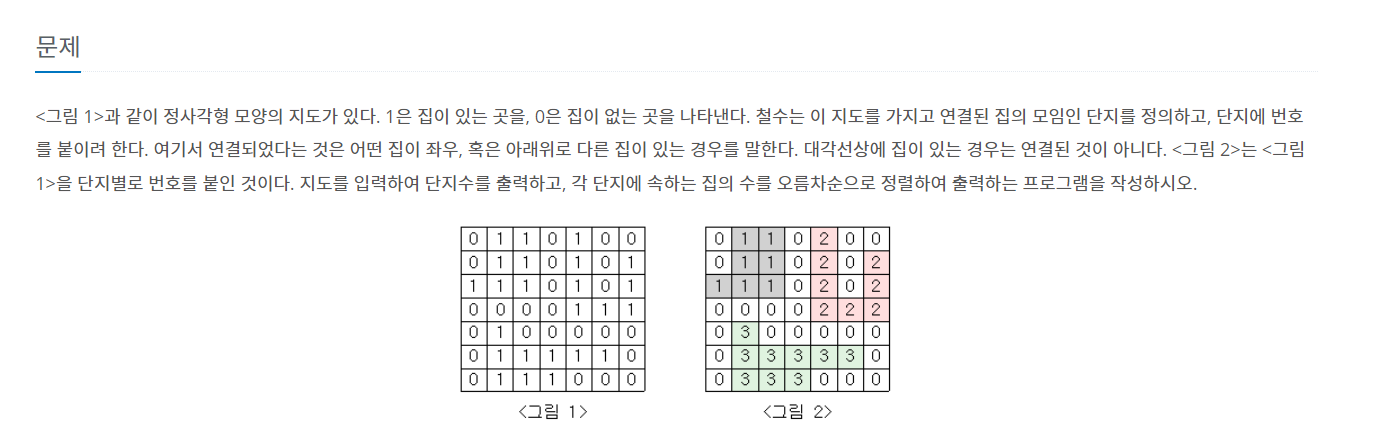 문제
<그림 1>과 같이 정사각형 모양의 지도가 있다. 1은 집이 있는 곳을, 0은 집이 없는 곳을 나타낸다. 철수는 이 지도를 가지고 연결된 집의 모임인 단지를 정의하고, 단지에 번호
를 붙이려 한다. 여기서 연결되었다는 것은 어떤 집이 좌우, 혹은 아래위로 다른 집이 있는 경우를 말한다. 대각선상에 집이 있는 경우는 연결된 것이 아니다. <그림 2>는 <그림
1>을 단지별로 번호를 붙인 것이다. 지도를 입력하여 단지수를 출력하고, 각 단지에 속하는 집의 수를 오름차순으로 정렬하여 출력하는 프로그램을 작성하시오.
0 1 1 0 1 0 0
0 1 1 0 1 0 1
1 1 1 0 1 0 1
0 0 0 0 1 1 1
0 1 0 0 0 0 0
0 1 1 1 1 1 0
0 1 1 1 0 0 0
<그림 1>
0 1 1 0 2 0 0
0 1 1 0 2 0 2
1 1 1 0 2 0 2
0 0 0 0 2 2 2
0 3 0 0 0 0 0
0 3 3 3 3 3 0
0 3 3 3 0 0 0
<그림 2>